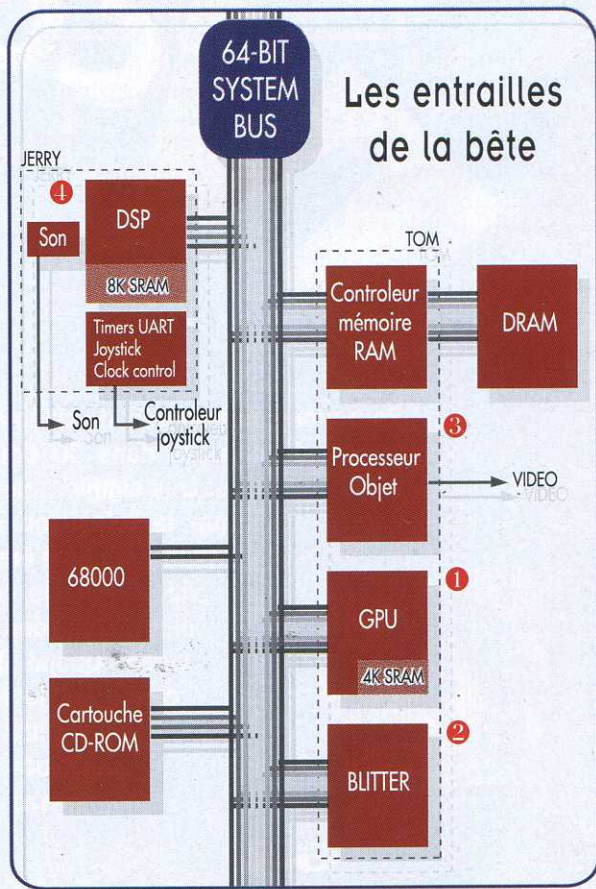 64-BIT
SYSTEM
BUS
Les entrailles
de la bête
JERRY
4
Son
DSP
8K SRAM
Timers UART
Joystick
Clock control
Son
Controleur
joystick
TOM
Controleur
mémoire
RAM
DRAM
3
Processeur
Objet
VIDEO
68000
1
GPU
4K SRAM
Cartouche
CD-ROM
2
BLITTER